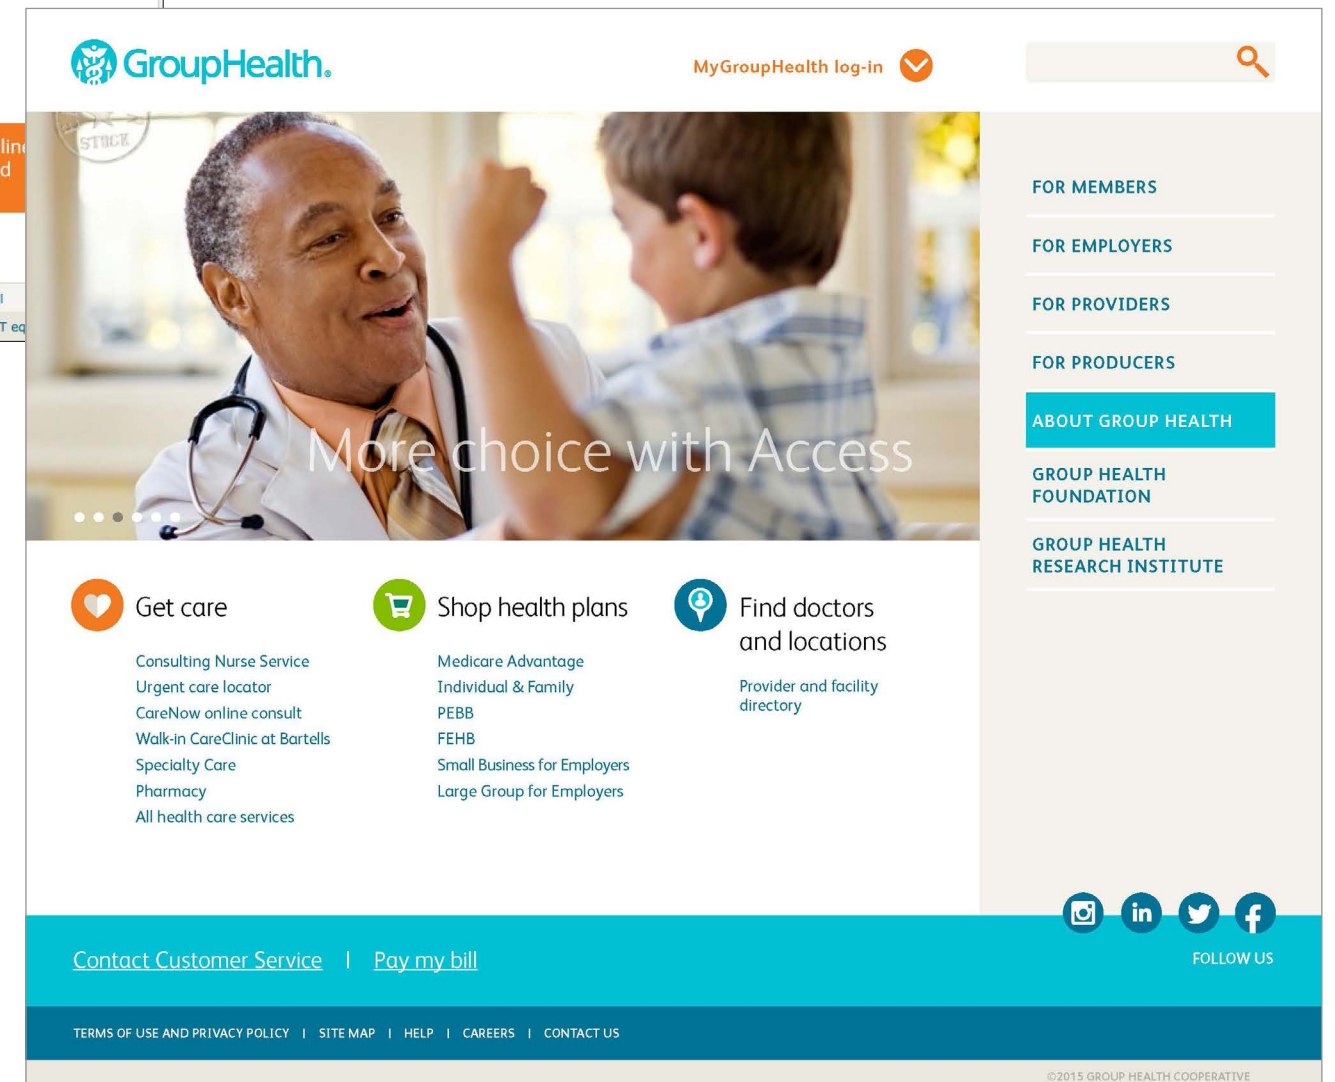 GroupHealth®
MyGroupHealth log-in
STOCK
line
d
T eq
More choice with Access
FOR MEMBERS
FOR EMPLOYERS
FOR PROVIDERS
FOR PRODUCERS
ABOUT GROUP HEALTH
GROUP HEALTH
FOUNDATION
GROUP HEALTH
RESEARCH INSTITUTE
Get care
Consulting Nurse Service
Urgent care locator
CareNow online consult
Walk-in CareClinic at Bartells
Specialty Care
Pharmacy
All health care services
Shop health plans
Medicare Advantage
Individual & Family
PEBB
FEHB
Small Business for Employers
Large Group for Employers
Find doctors
and locations
Provider and facility
directory
Contact Customer Service | Pay my bill
FOLLOW US
TERMS OF USE AND PRIVACY POLICY | SITE MAP | HELP | CAREERS | CONTACT US
©2015 GROUP HEALTH COOPERATIVE